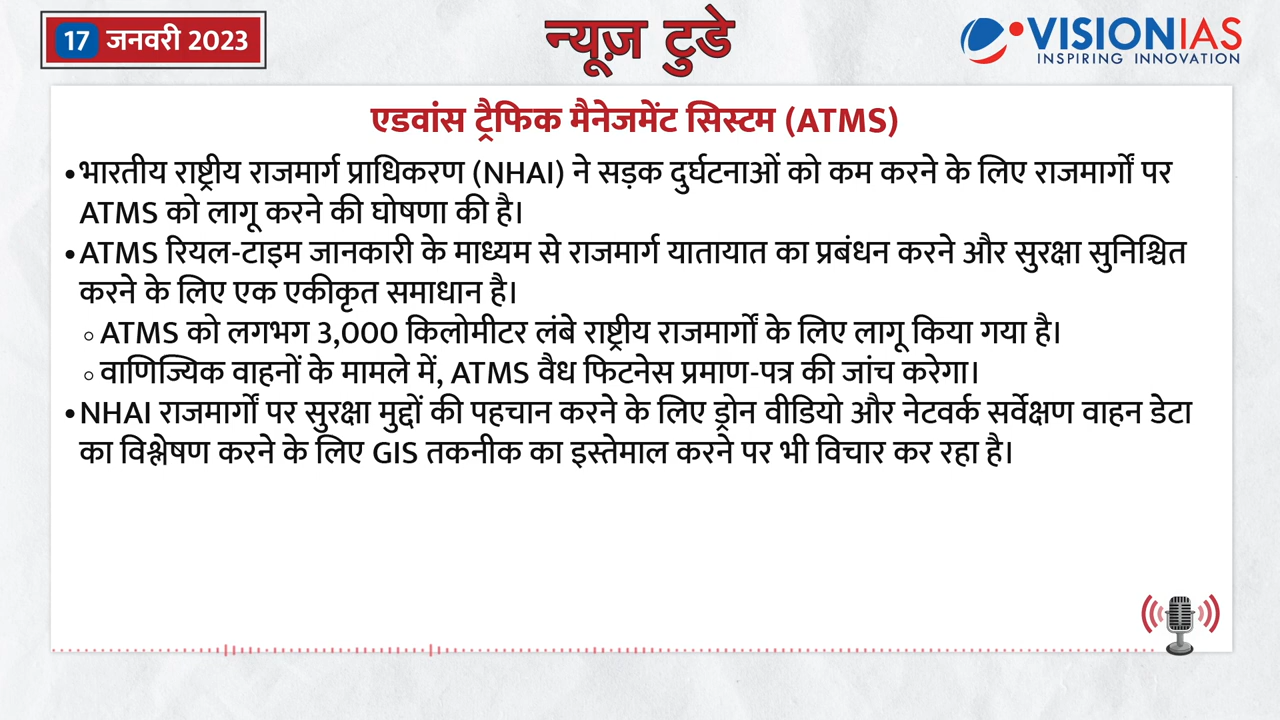 17 जनवरी 2023
न्यूज़ टुडे
VISIONIAS
INSPIRING INNOVATION
एडवांस ट्रैफिक मैनेजमेंट सिस्टम (ATMS)
•भारतीय राष्ट्रीय राजमार्ग प्राधिकरण (NHAI) ने सड़क दुर्घटनाओं को कम करने के लिए राजमार्गों पर
ATMS को लागू करने की घोषणा की है।
•ATMS रियल-टाइम जानकारी के माध्यम से राजमार्ग यातायात का प्रबंधन करने और सुरक्षा सुनिश्चित
करने के लिए एक एकीकृत समाधान है।
◦ATMS को लगभग 3,000 किलोमीटर लंबे राष्ट्रीय राजमार्गों के लिए लागू किया गया है।
◦वाणिज्यिक वाहनों के मामले में, ATMS वैध फिटनेस प्रमाण-पत्र की जांच करेगा।
•NHAI राजमार्गों पर सुरक्षा मुद्दों की पहचान करने के लिए ड्रोन वीडियो और नेटवर्क सर्वेक्षण वाहन डेटा
का विश्लेषण करने के लिए GIS तकनीक का इस्तेमाल करने पर भी विचार कर रहा है।